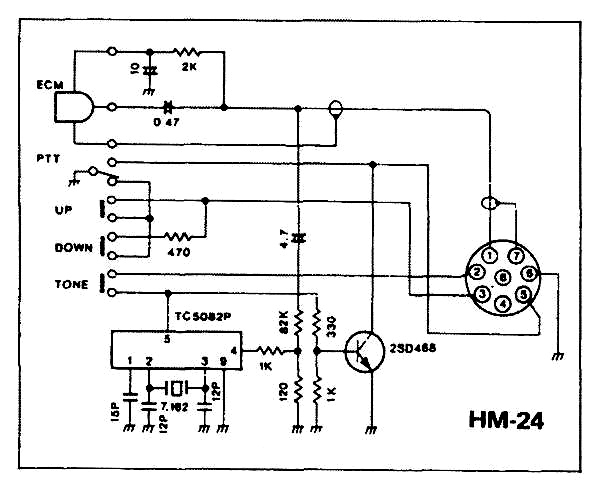 10
2K
ECM
0.47
PTT
UP
DOWN
470
4.7
TONE
TC5082P
5
4
1 2 3 9
82K
330
1K
2SD468
120
1K
15P
12P
7.182
12P
1
7
2
8
6
3
4
5
HM-24